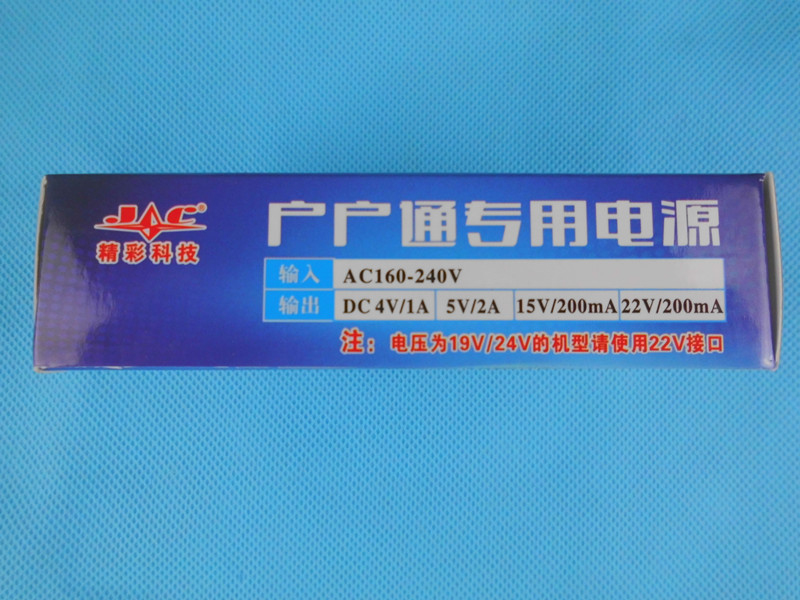 JAC®
精彩科技
户户通专用电源
输入 AC160-240V
输出 DC 4V/1A 5V/2A 15V/200mA 22V/200mA
注：电压为19V/24V的机型请使用22V接口